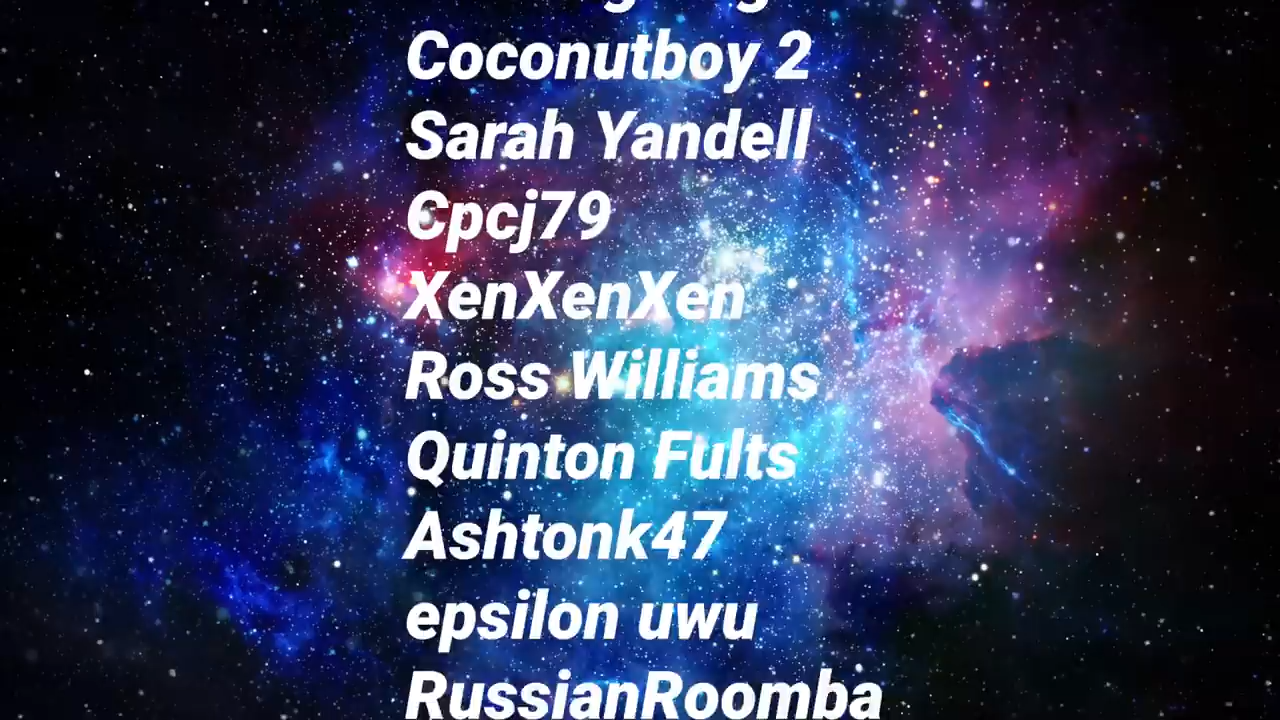 Coconutboy 2
Sarah Yandell
Cpcj79
XenXenXen
Ross Williams
Quinton Fults
Ashtonk47
epsilon uwu
RussianRoomba